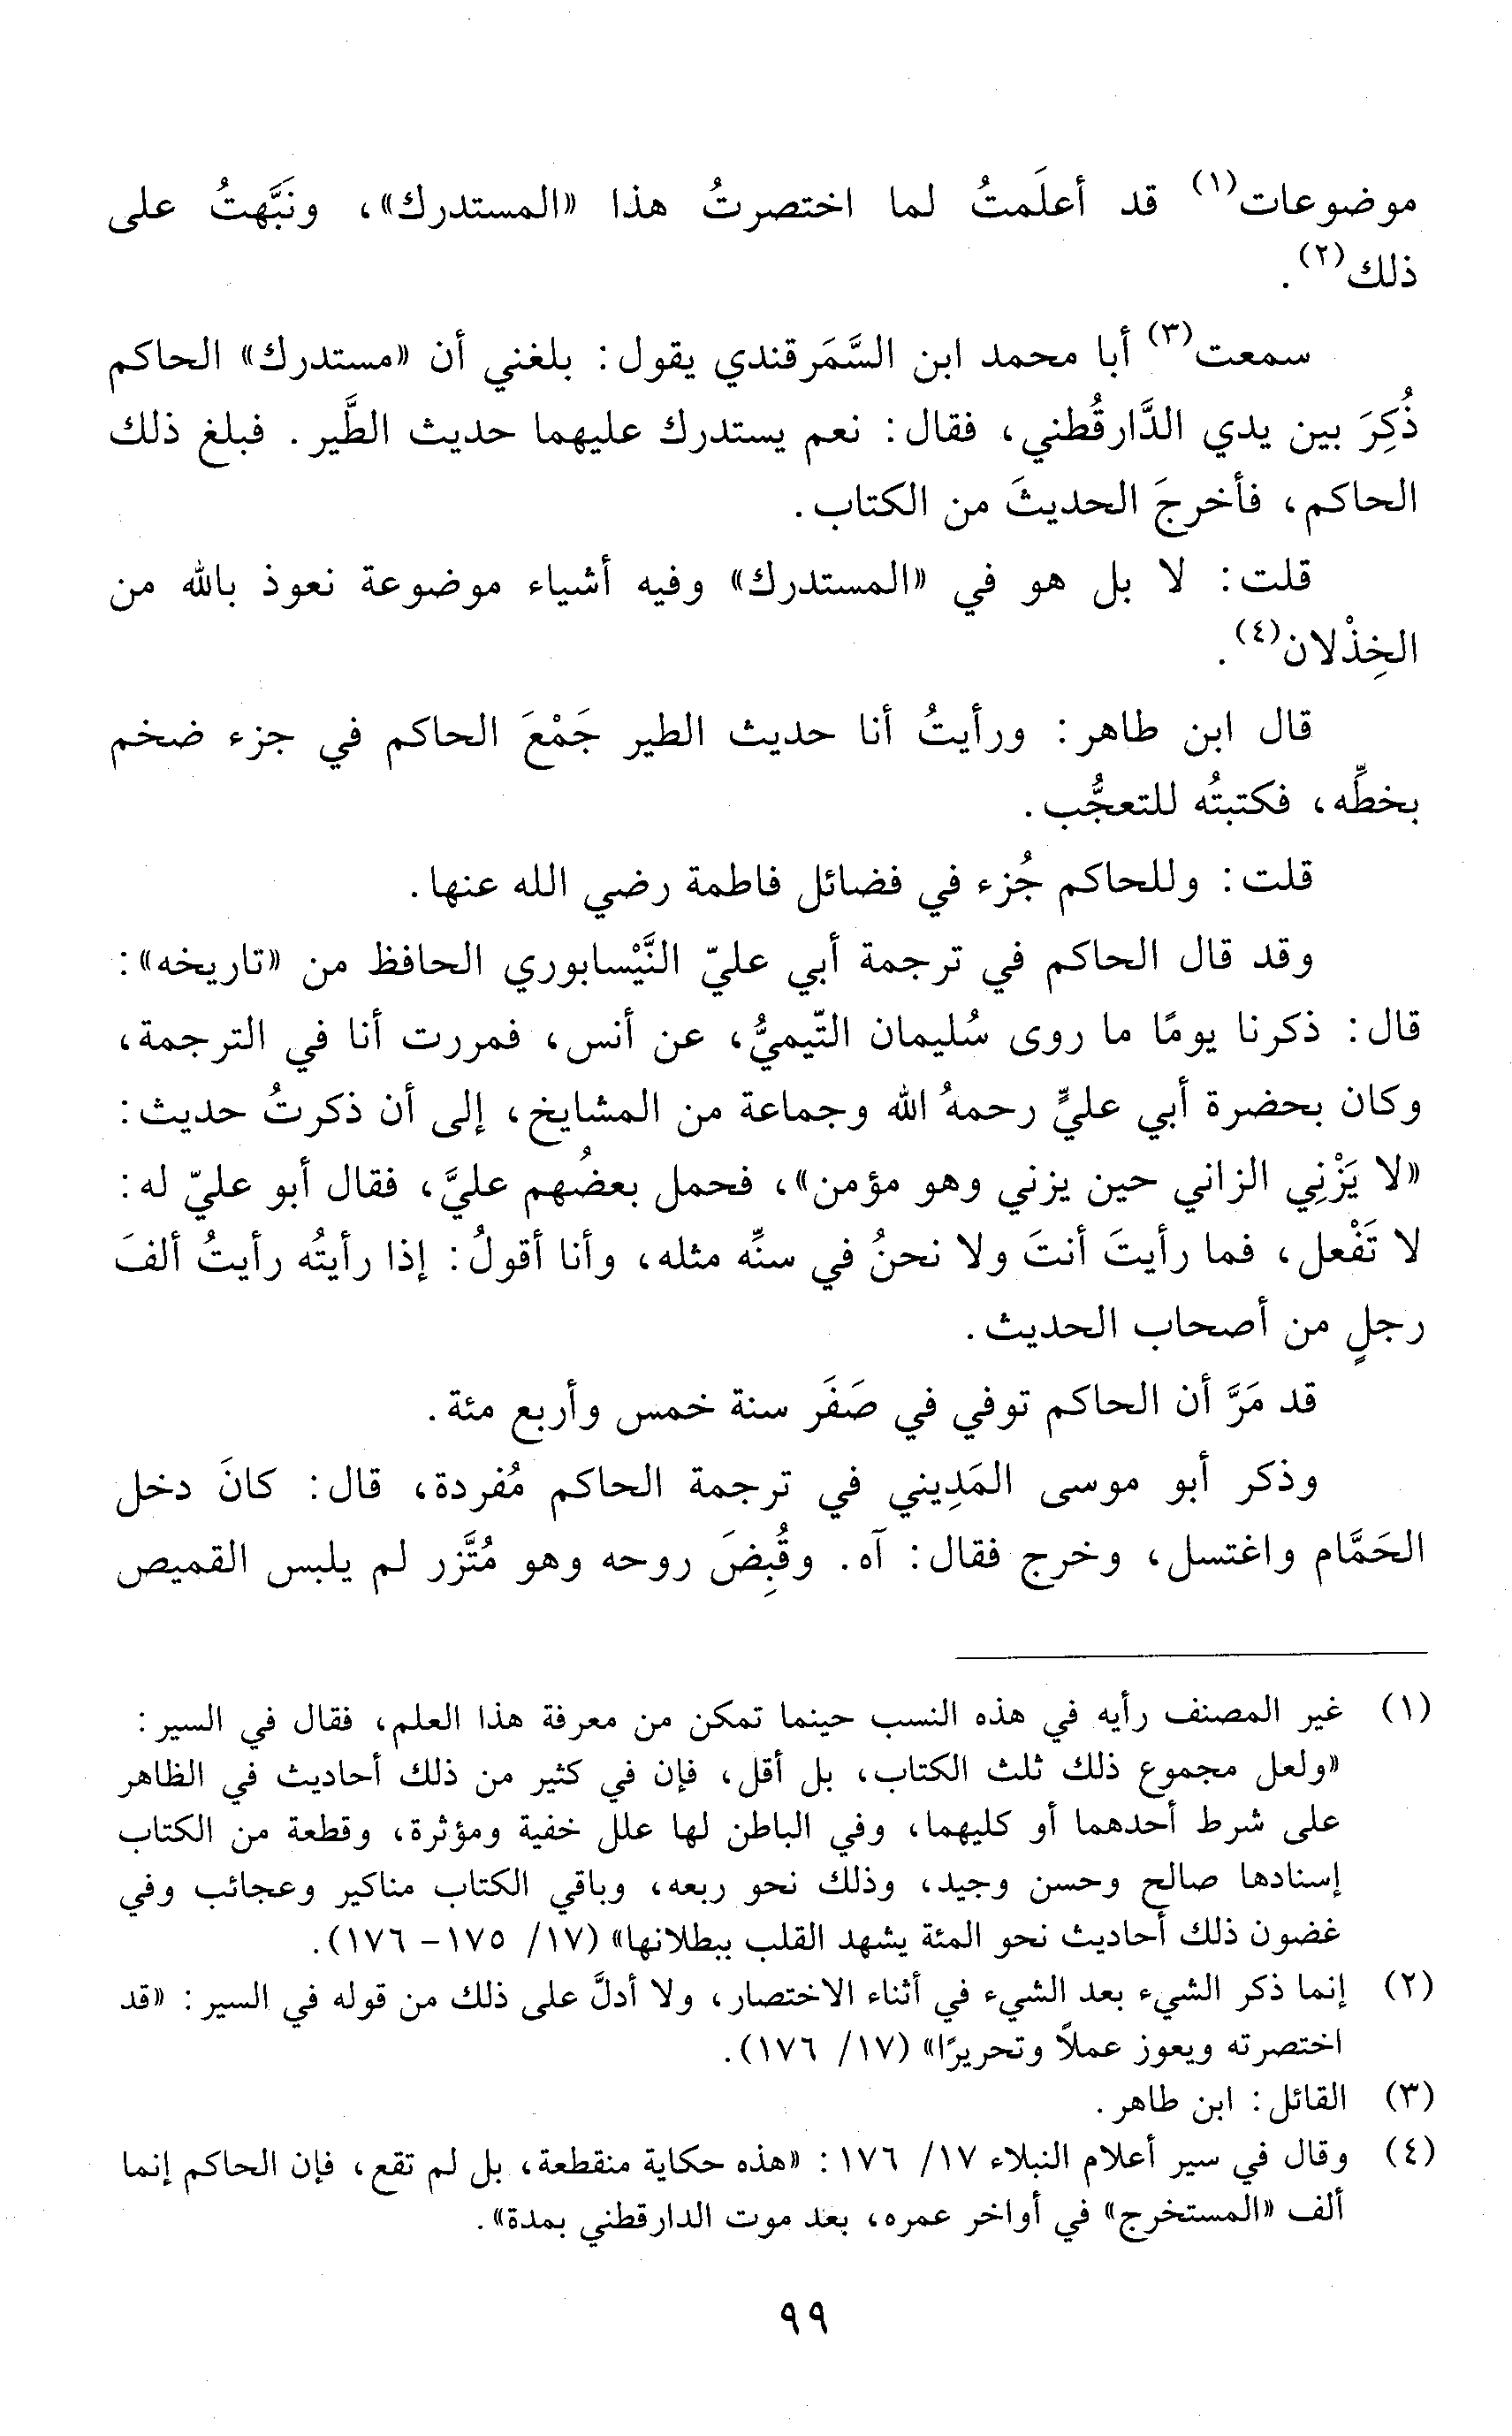 موضوعات(١) قد أعلَمتُ لما اختصرتُ هذا «المستدرك»، ونَبَّهتُ على
ذلك(٢).
سمعت(٣) أبا محمد ابن السَّمَرقندي يقول: بلغني أن «مستدرك» الحاكم
ذُكِرَ بين يدي الدَّارقُطني، فقال: نعم يستدرك عليهما حديث الطَّير. فبلغ ذلك
الحاكم، فأخرجَ الحديثَ من الكتاب.
قلت: لا بل هو في «المستدرك» وفيه أشياء موضوعة نعوذ بالله من
الخِذْلان(٤).
قال ابن طاهر: ورأيتُ أنا حديث الطير جَمْعَ الحاكم في جزء ضخم
بخطِّه، فكتبتُه للتعجُّب.
قلت: وللحاكم جُزء في فضائل فاطمة رضي الله عنها.
وقد قال الحاكم في ترجمة أبي عليّ النَّيْسابوري الحافظ من «تاريخه»:
قال: ذكرنا يومًا ما روى سُليمان التّيميُّ، عن أنس، فمررت أنا في الترجمة،
وكان بحضرة أبي عليٍّ رحمهُ الله وجماعة من المشايخ، إلى أن ذكرتُ حديث:
«لا يَزْنِي الزاني حين يزني وهو مؤمن»، فحمل بعضُهم عليَّ، فقال أبو عليّ له:
لا تَفْعل، فما رأيتَ أنتَ ولا نحنُ في سنِّه مثله، وأنا أقولُ: إذا رأيتُه رأيتُ ألفَ
رجلٍ من أصحاب الحديث.
قد مَرَّ أن الحاكم توفي في صَفَر سنة خمس وأربع مئة.
وذكر أبو موسى المَدِيني في ترجمة الحاكم مُفردة، قال: كانَ دخل
الحَمَّام واغتسل، وخرج فقال: آه. وقُبِضَ روحه وهو مُتَّزر لم يلبس القميص
(١) غير المصنف رأيه في هذه النسب حينما تمكن من معرفة هذا العلم، فقال في السير:
«ولعل مجموع ذلك ثلث الكتاب، بل أقل، فإن في كثير من ذلك أحاديث في الظاهر
على شرط أحدهما أو كليهما، وفي الباطن لها علل خفية ومؤثرة، وقطعة من الكتاب
إسنادها صالح وحسن وجيد، وذلك نحو ربعه، وباقي الكتاب مناكير وعجائب وفي
غضون ذلك أحاديث نحو المئة يشهد القلب ببطلانها» (١٧/ ١٧٥- ١٧٦).
(٢) إنما ذكر الشيء بعد الشيء في أثناء الاختصار، ولا أدلَّ على ذلك من قوله في السير: «قد
اختصرته ويعوز عملاً وتحريرًا» (١٧/ ١٧٦).
(٣) القائل: ابن طاهر.
(٤) وقال في سير أعلام النبلاء ١٧/ ١٧٦: «هذه حكاية منقطعة، بل لم تقع، فإن الحاكم إنما
ألف «المستخرج» في أواخر عمره، بعد موت الدارقطني بمدة».
٩٩